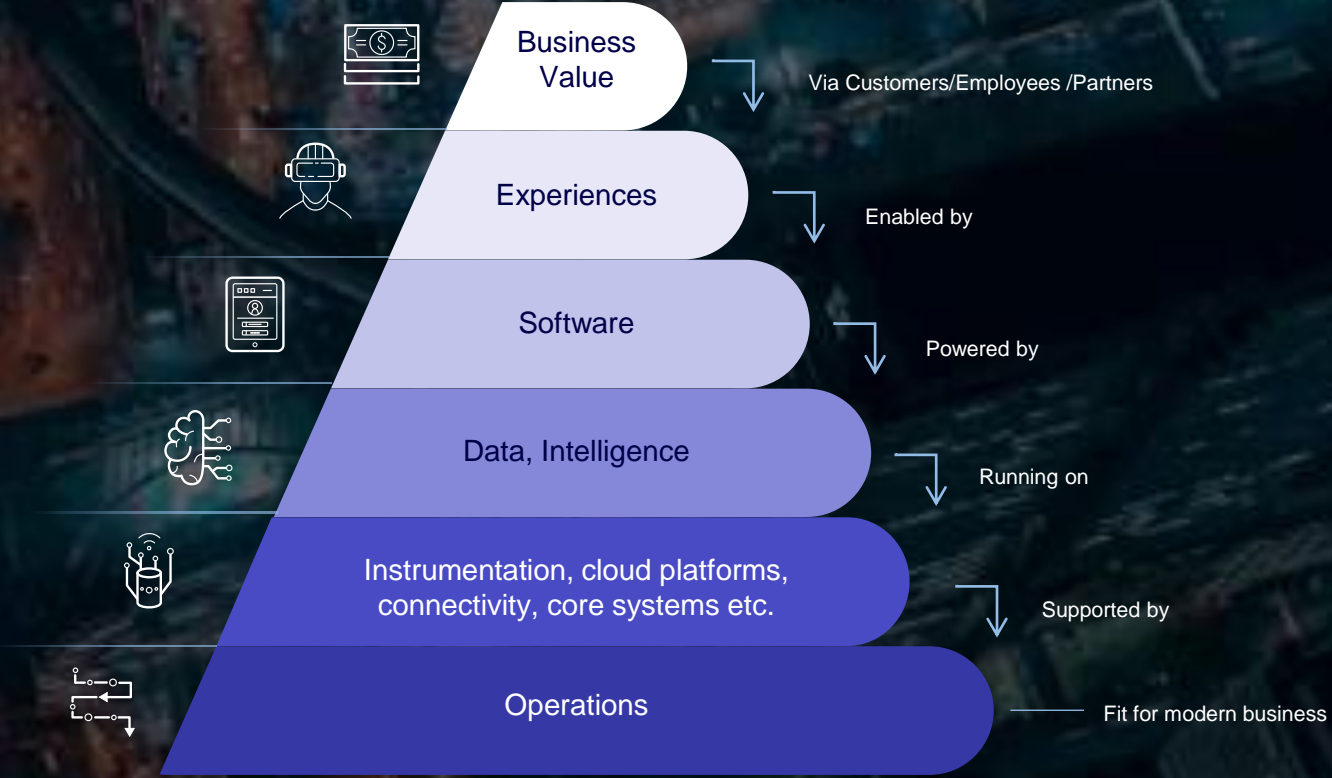 Business
Value
Via Customers/Employees /Partners
Experiences
Enabled by
Software
Powered by
Data, Intelligence
Running on
Instrumentation, cloud platforms,
connectivity, core systems etc.
Supported by
Operations
Fit for modern business